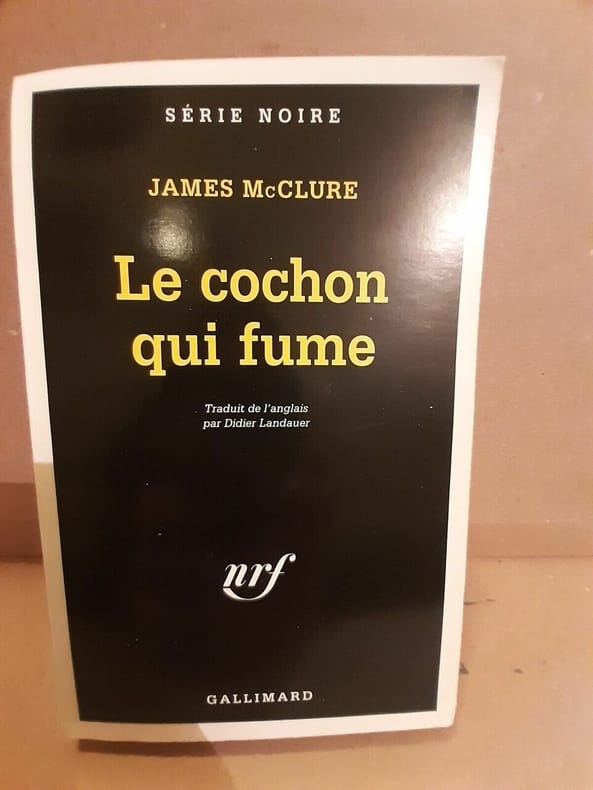 SÉRIE NOIRE
JAMES McCLURE
Le cochon
qui fume
Traduit de l'anglais
par Didier Landauer
nrf
GALLIMARD